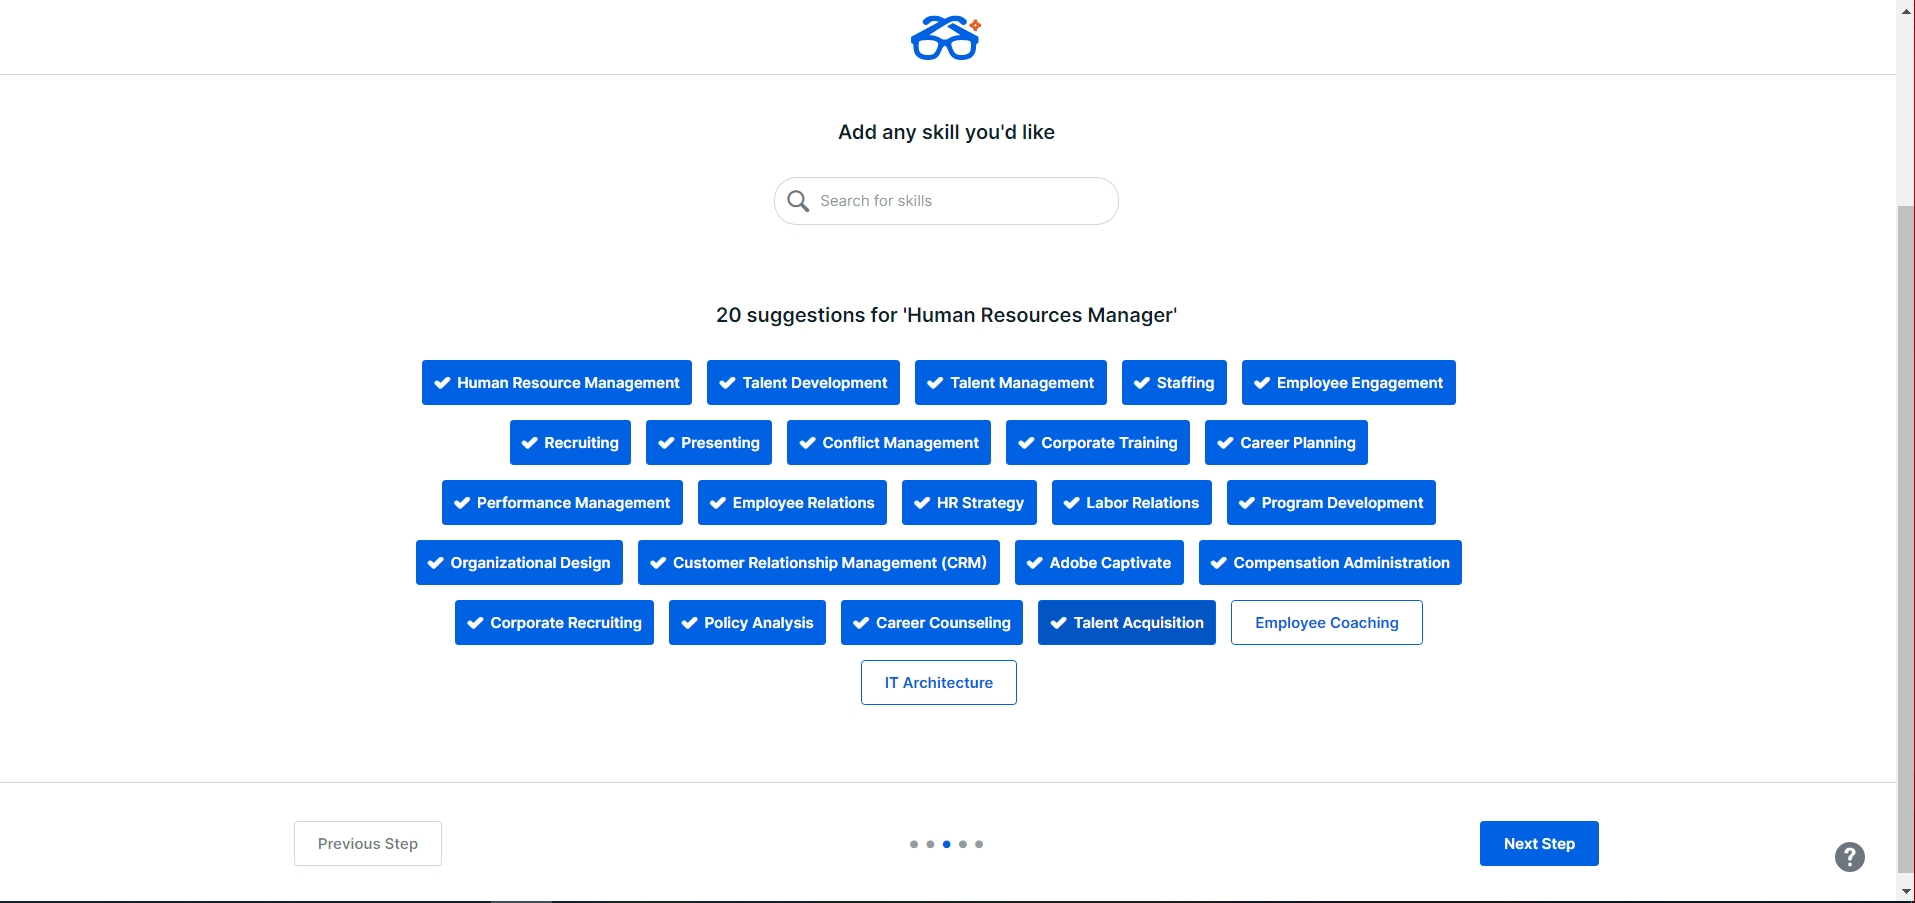 Add any skill you'd like
Search for skills
20 suggestions for 'Human Resources Manager'
Human Resource Management Talent Development Talent Management Staffing Employee Engagement
Recruiting Presenting Conflict Management Corporate Training Career Planning
Performance Management Employee Relations HR Strategy Labor Relations Program Development
Organizational Design Customer Relationship Management (CRM) Adobe Captivate Compensation Administration
Corporate Recruiting Policy Analysis Career Counseling Talent Acquisition Employee Coaching
IT Architecture
Previous Step Next Step ?